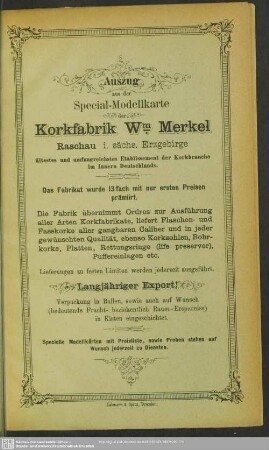 Auszug
aus der
Special-Modellkarte
der
Korkfabrik Wm Merkel
Raschau i. sächs. Erzgebirge
ältestes und umfangreichstes Etablissement der Korkbranche
im Innern Deutschlands.
Das Fabrikat wurde 13 fach mit nur ersten Preisen
prämiirt.
Die Fabrik übernimmt Ordres zur Ausführung
aller Arten Korkfabrikate, liefert Flaschen- und
Fasskorke aller gangbaren Caliber und in jeder
gewünschten Qualität, ebenso Korksohlen, Bohr-
korke, Platten, Rettungsringe (life preserver),
Puffereinlagen etc.
Lieferungen zu festen Limiten werden jederzeit ausgeführt.
Langjähriger Export!
Verpackung in Ballen, sowie auch auf Wunsch
(bedeutende Fracht- beziehentlich Raum-Ersparniss)
in Kisten eingeschichtet.
Specielle Modellkarten mit Preisliste, sowie Proben stehen auf
Wunsch jederzeit zu Diensten.